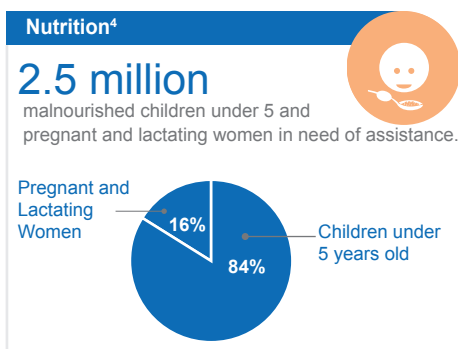 Nutrition⁴
2.5 million
malnourished children under 5 and
pregnant and lactating women in need of assistance.
Pregnant and
Lactating
Women
16%
Children under
5 years old
84%